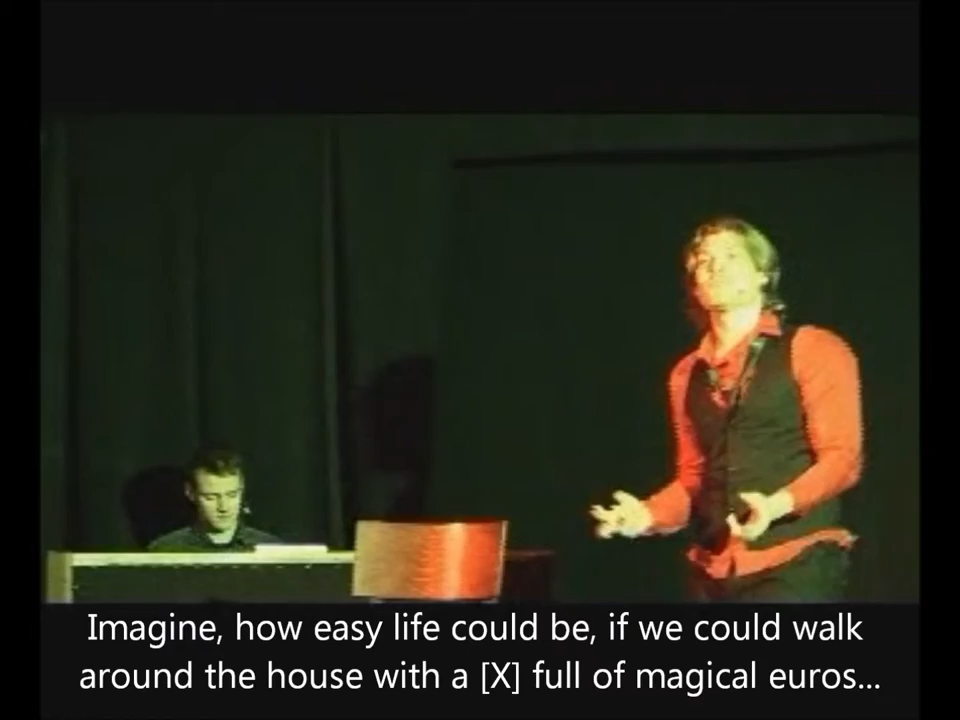 Imagine, how easy life could be, if we could walk
around the house with a [X] full of magical euros...